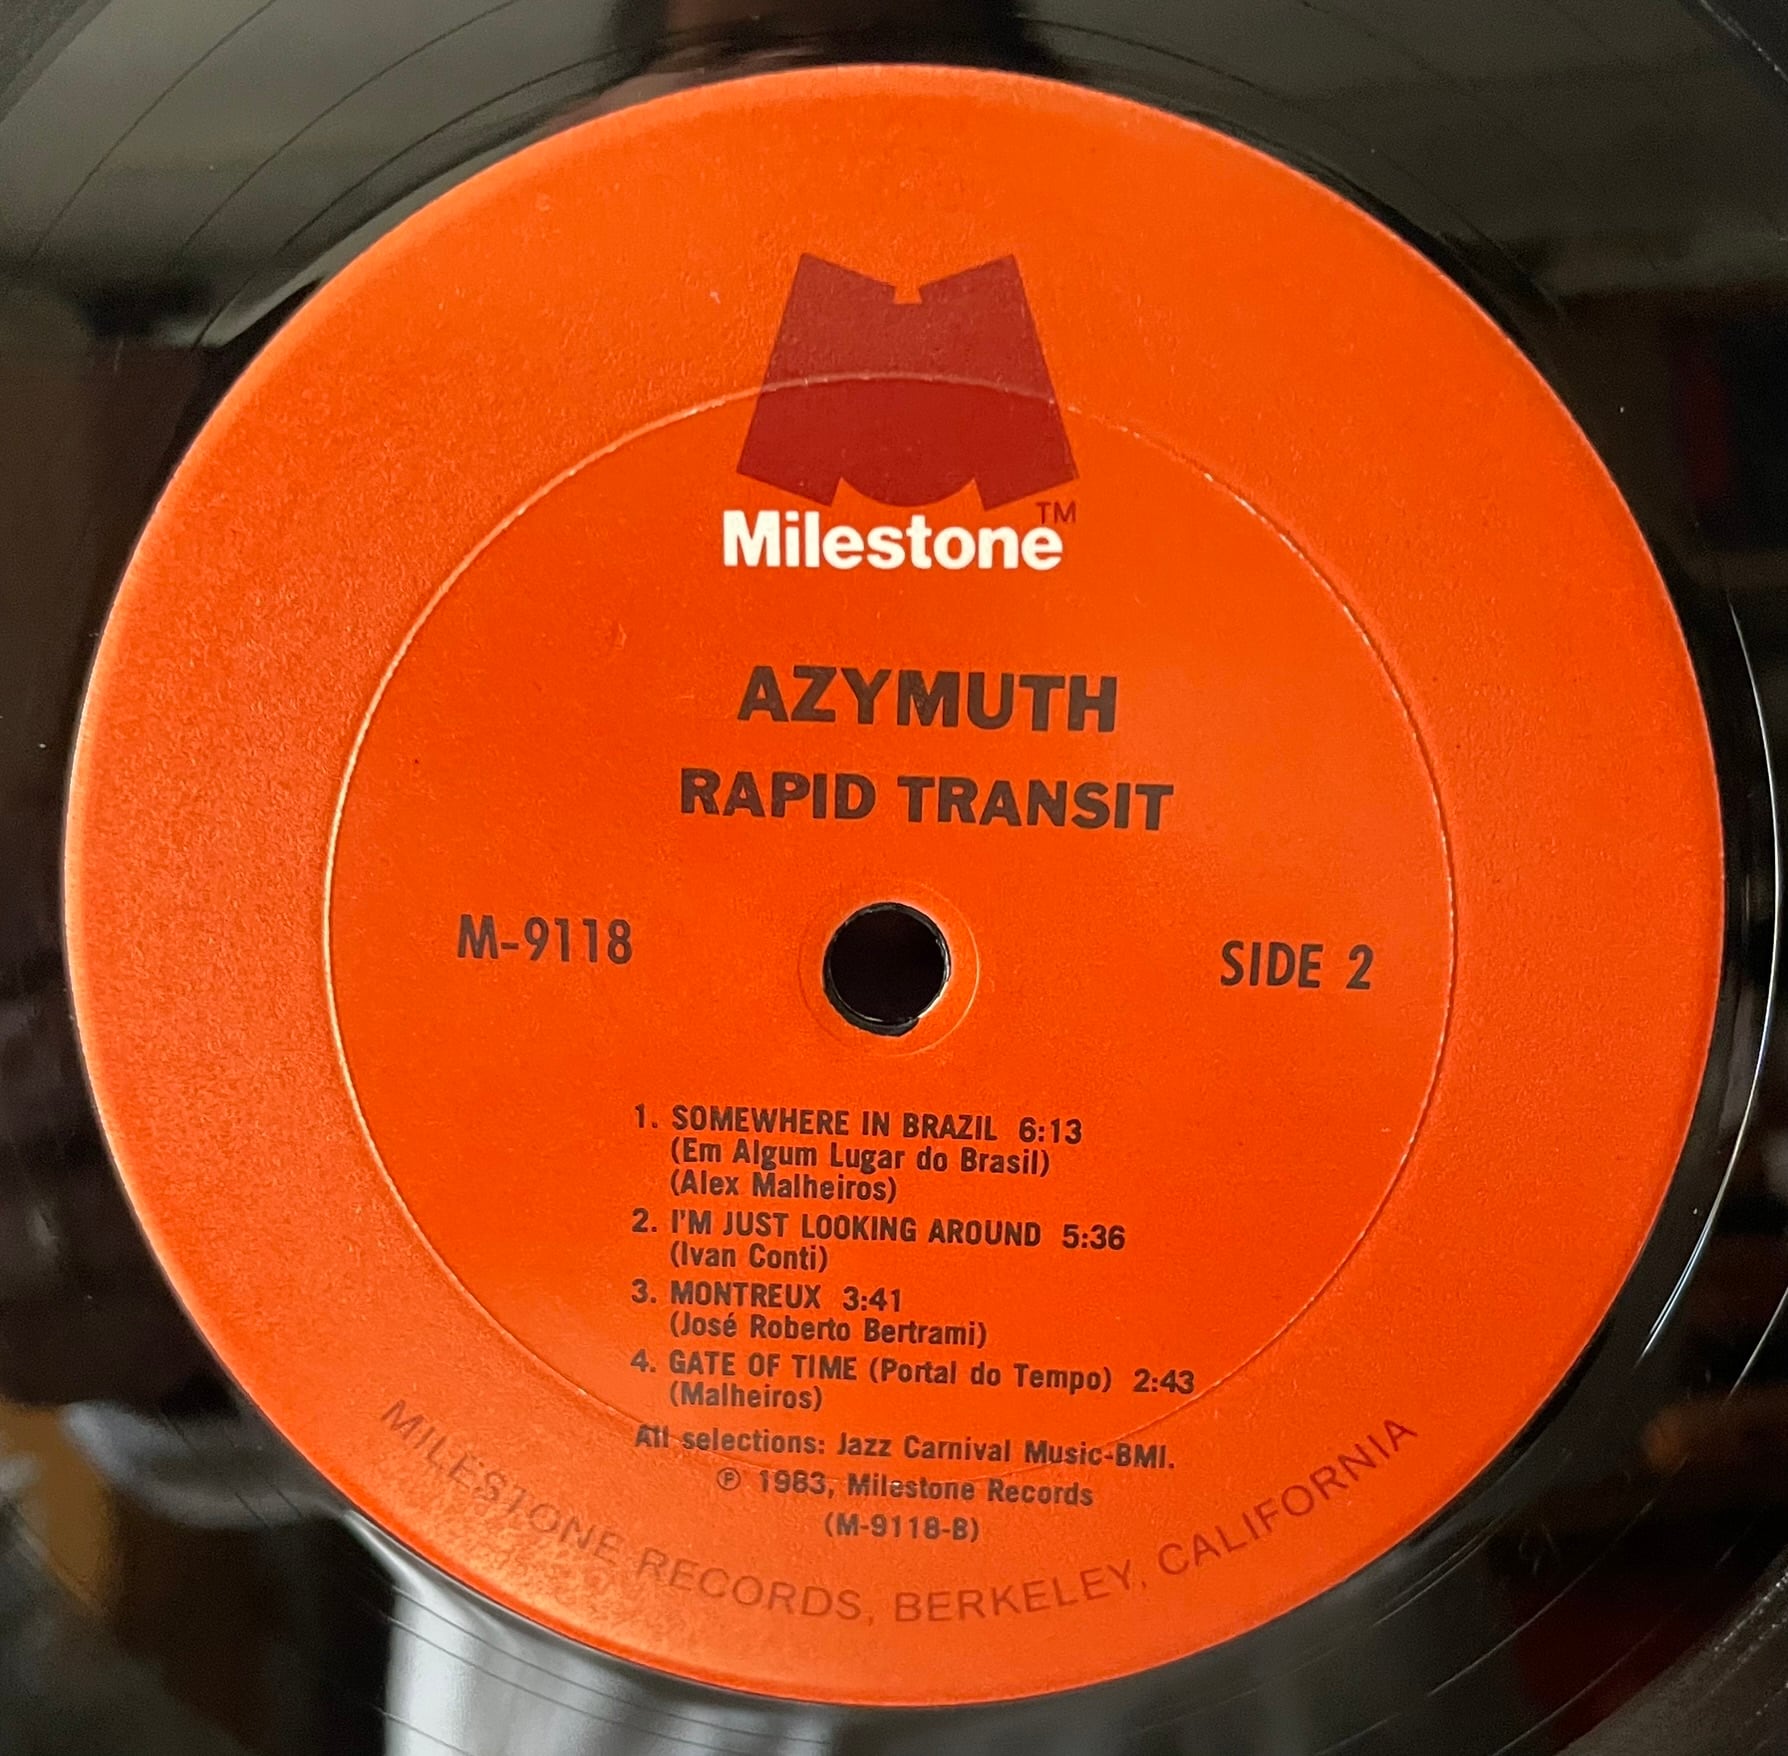 Milestone™
AZYMUTH
RAPID TRANSIT
M-9118
SIDE 2
1. SOMEWHERE IN BRAZIL 6:13
(Em Algum Lugar do Brasil)
(Alex Malheiros)
2. I'M JUST LOOKING AROUND 5:36
(Ivan Conti)
3. MONTREUX 3:41
(José Roberto Bertrami)
4. GATE OF TIME (Portal do Tempo) 2:43
(Malheiros)
All selections: Jazz Carnival Music-BMI.
℗ 1983, Milestone Records
(M-9118-B)
MILESTONE RECORDS, BERKELEY, CALIFORNIA